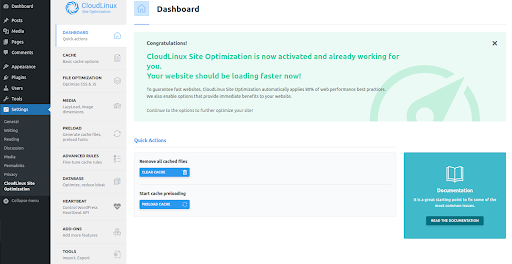 Dashboard
Posts
Media
Pages
Comments
Appearance
Plugins
Users
Tools
Settings
General
Writing
Reading
Discussion
Media
Permalinks
Privacy
CloudLinux Site
Optimization
Collapse menu
CloudLinux
Site Optimization
DASHBOARD
Quick actions
CACHE
Basic cache options
FILE OPTIMIZATION
Optimize CSS & JS
MEDIA
LazyLoad, image
dimensions
PRELOAD
Generate cache files,
preload fonts
ADVANCED RULES
Fine-tune cache rules
DATABASE
Optimize, reduce bloat
HEARTBEAT
Control WordPress
Heartbeat API
ADD-ONS
Add more features
TOOLS
Import, Export,
Dashboard
Congratulations!
CloudLinux Site Optimization is now activated and already working for
you.
Your website should be loading faster now!
To guarantee fast websites, CloudLinux Site Optimization automatically applies 80% of web performance best practices.
We also enable options that provide immediate benefits to your website.
Continue to the options to further optimize your site!
Quick Actions
Remove all cached files
CLEAR CACHE
Start cache preloading
PRELOAD CACHE
Documentation
It is a great starting point to fix some of the
most common issues.
READ THE DOCUMENTATION